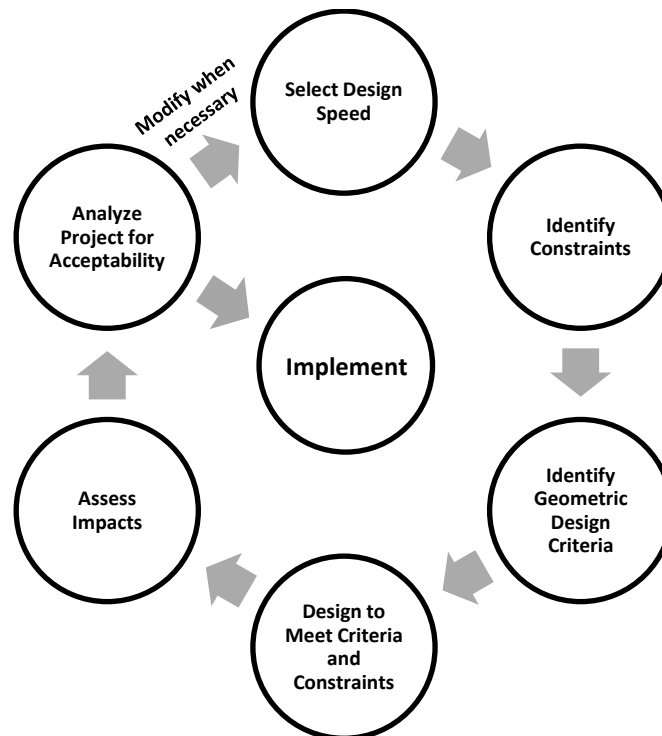 Modify when
necessary
Select Design
Speed
Identify
Constraints
Identify
Geometric
Design
Criteria
Design to
Meet Criteria
and
Constraints
Assess
Impacts
Analyze
Project for
Acceptability
Implement